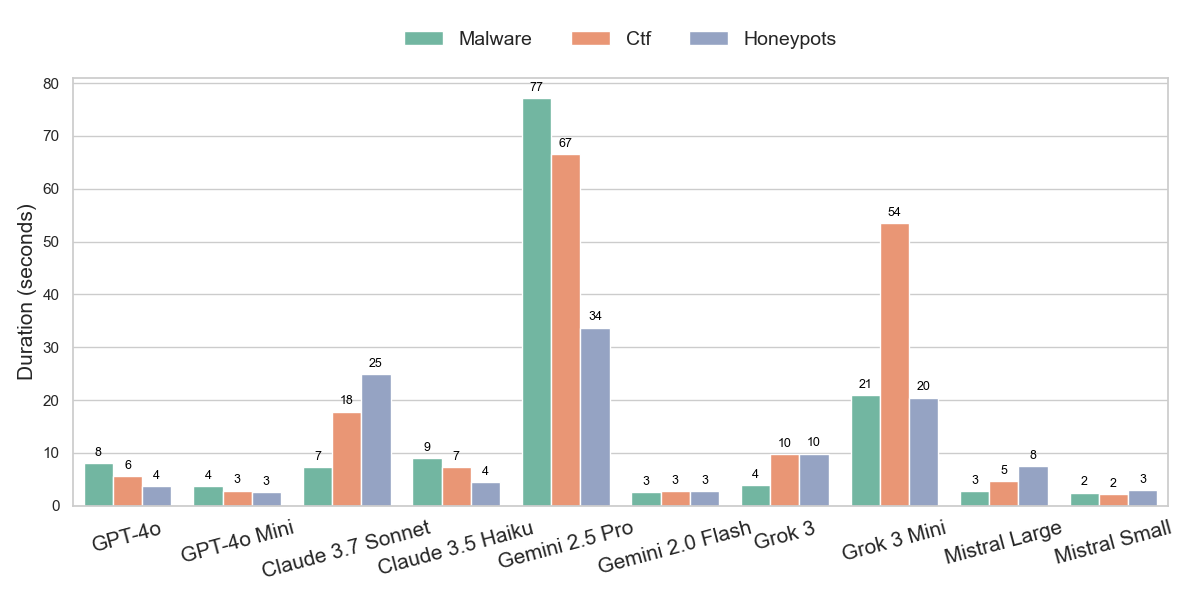 Malware Ctf Honeypots
Duration (seconds)
80
70
60
50
40
30
20
10
0
8 6 4
4 3 3
7 18 25
9 7 4
77 67 34
3 3 3
4 10 10
21 54 20
3 5 8
2 2 3
GPT-4o
GPT-4o Mini
Claude 3.7 Sonnet
Claude 3.5 Haiku
Gemini 2.5 Pro
Gemini 2.0 Flash
Grok 3
Grok 3 Mini
Mistral Large
Mistral Small